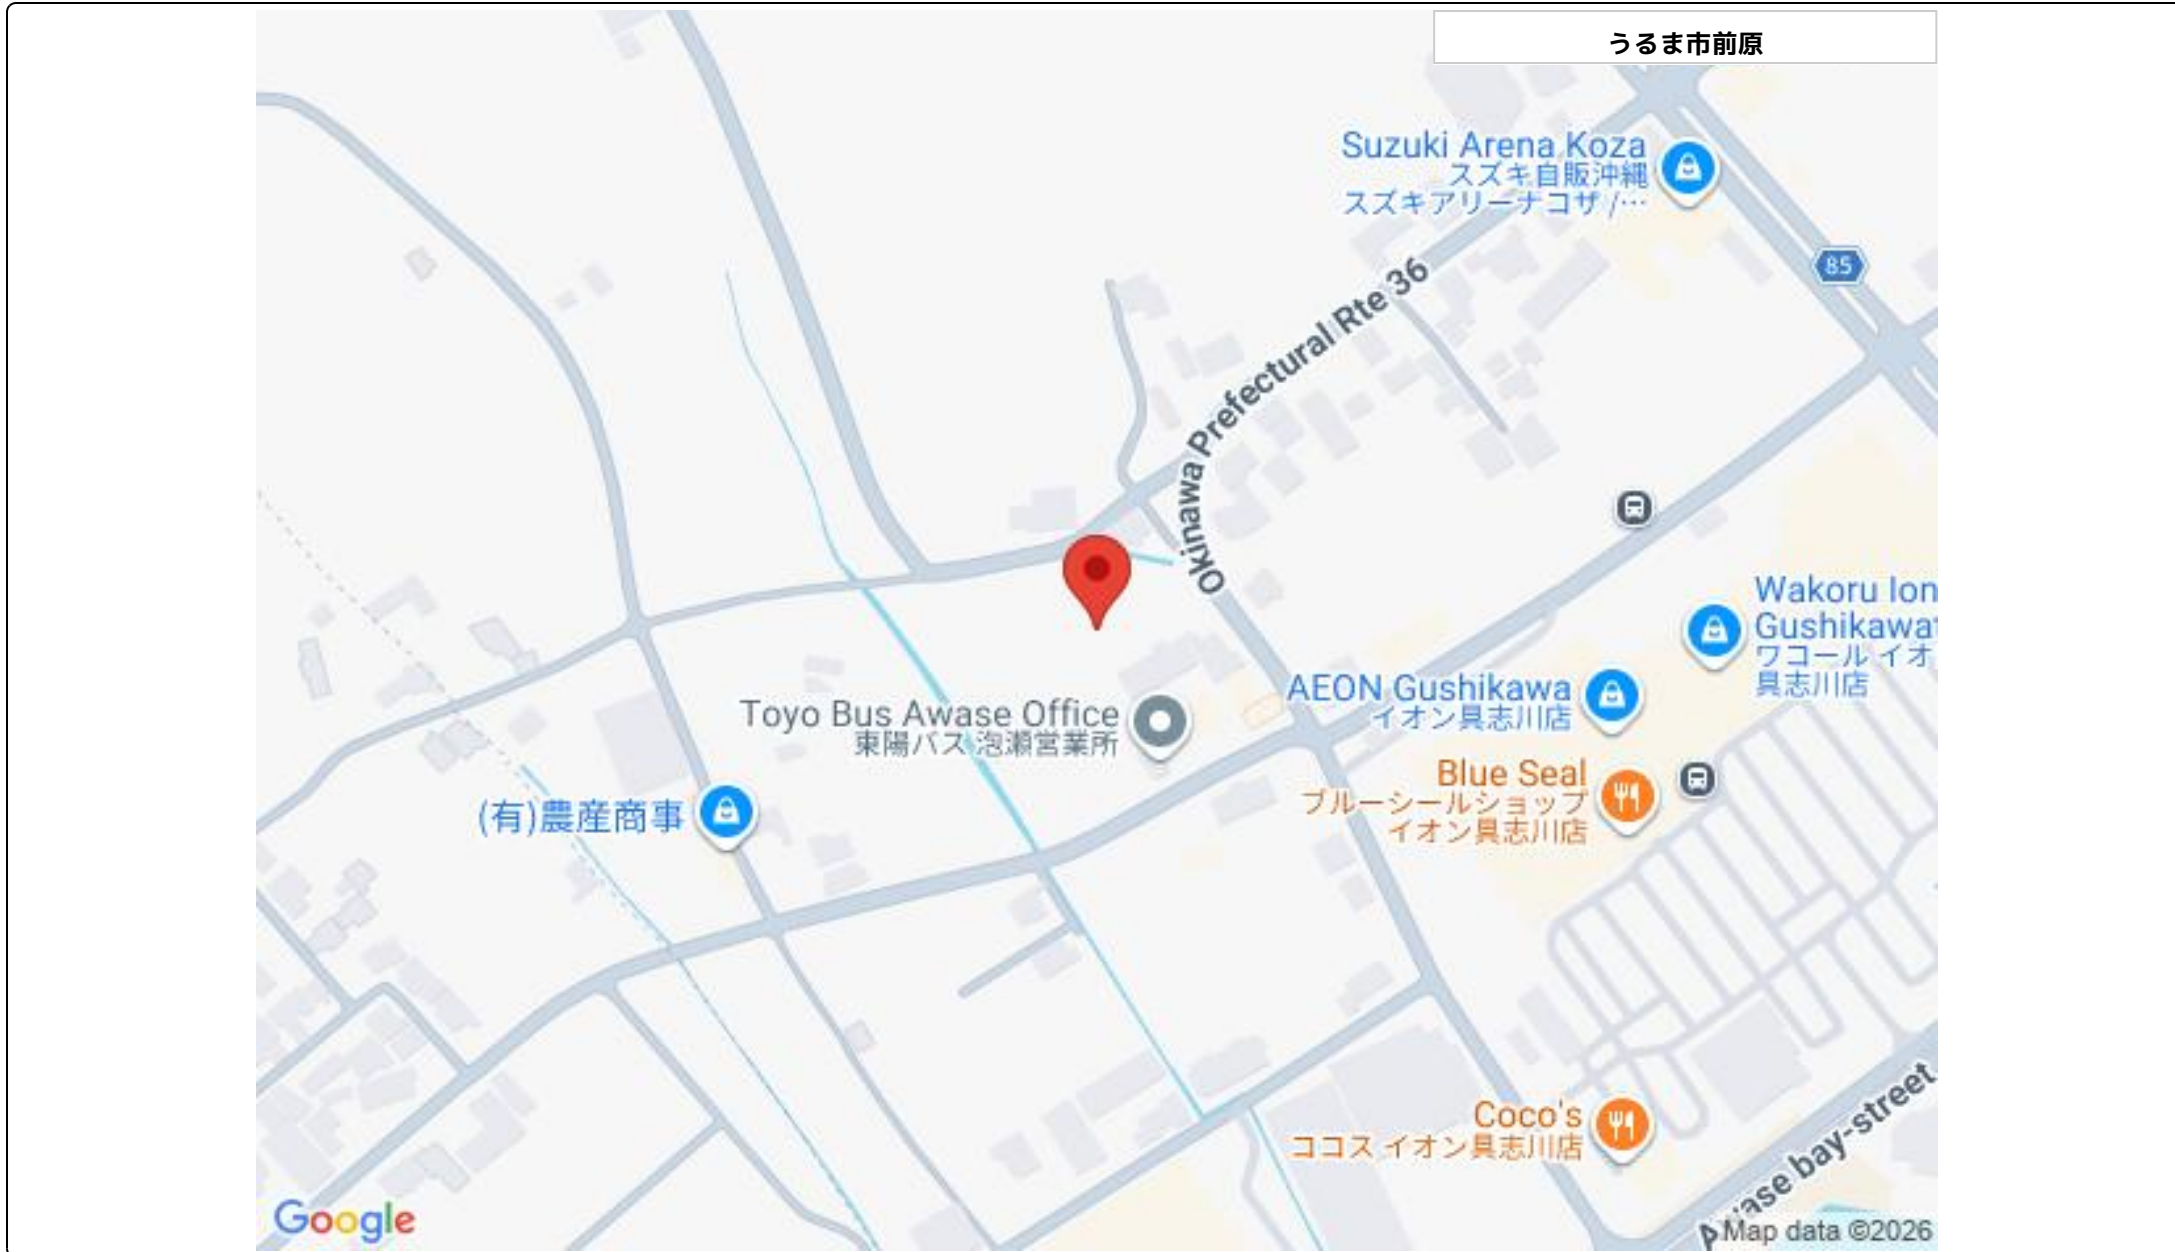 うるま市前原
Suzuki Arena Koza
スズキ自販沖縄
スズキアリーナコザ /…
85
Okinawa Prefectural Rte 36
Wakoru Ion
Gushikawa
ワコール イオ
具志川店
AEON Gushikawa
イオン具志川店
Toyo Bus Awase Office
東陽バス 泡瀬営業所
Blue Seal
ブルーシールショップ
イオン具志川店
(有)農産商事
Coco's
ココス イオン具志川店
Awase bay-street
Google
Map data ©2026